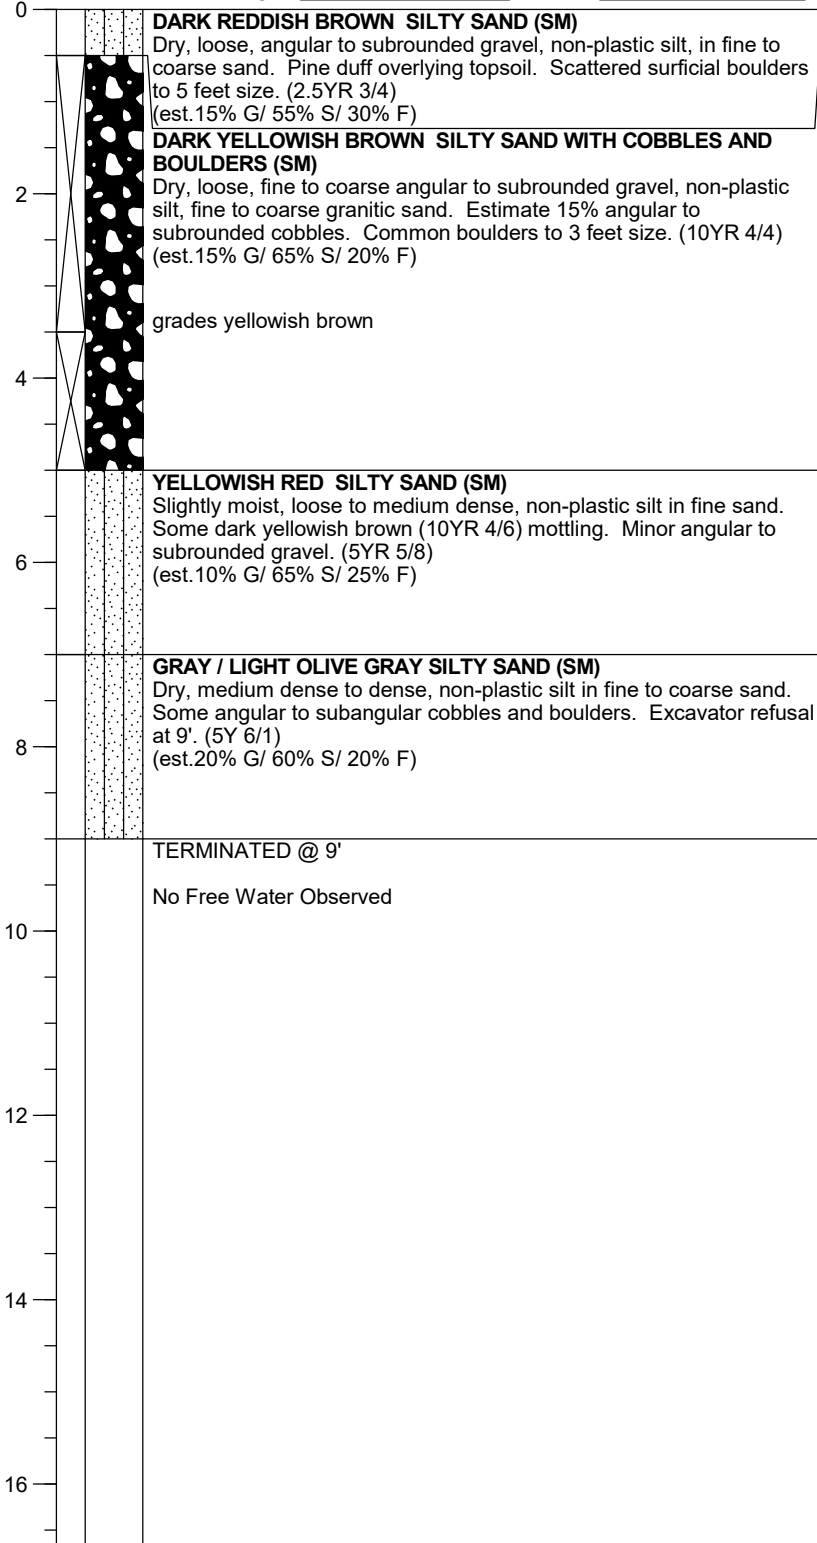 0
DARK REDDISH BROWN SILTY SAND (SM)
Dry, loose, angular to subrounded gravel, non-plastic silt, in fine to
coarse sand. Pine duff overlying topsoil. Scattered surficial boulders
to 5 feet size. (2.5YR 3/4)
(est.15% G/ 55% S/ 30% F)
DARK YELLOWISH BROWN SILTY SAND WITH COBBLES AND
BOULDERS (SM)
2
Dry, loose, fine to coarse angular to subrounded gravel, non-plastic
silt, fine to coarse granitic sand. Estimate 15% angular to
subrounded cobbles. Common boulders to 3 feet size. (10YR 4/4)
(est.15% G/ 65% S/ 20% F)
grades yellowish brown
4
YELLOWISH RED SILTY SAND (SM)
Slightly moist, loose to medium dense, non-plastic silt in fine sand.
Some dark yellowish brown (10YR 4/6) mottling. Minor angular to
6
subrounded gravel. (5YR 5/8)
(est.10% G/ 65% S/ 25% F)
GRAY / LIGHT OLIVE GRAY SILTY SAND (SM)
Dry, medium dense to dense, non-plastic silt in fine to coarse sand.
Some angular to subangular cobbles and boulders. Excavator refusal
8
at 9'. (5Y 6/1)
(est.20% G/ 60% S/ 20% F)
TERMINATED @ 9'
No Free Water Observed
10
12
14
16